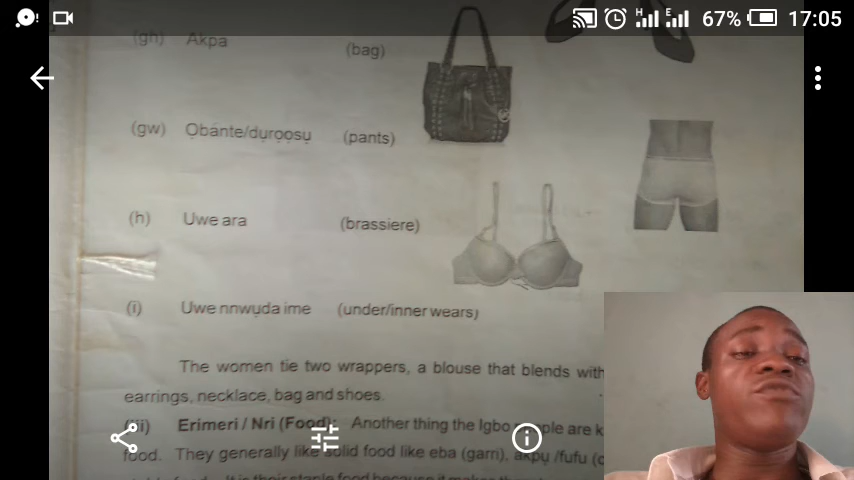 67% 17:05
(gh) Akpa (bag)
(gw) Ọbánte/dụrọọsụ (pants)
(h) Uwe ara (brassiere)
(i) Uwe nnwụda ime (under/inner wears)
The women tie two wrappers, a blouse that blends with
earrings, necklace, bag and shoes.
Erimeri / Nri (Food): Another thing the Igbo people are
food. They generally like solid food like eba (garri), akpụ /fufu